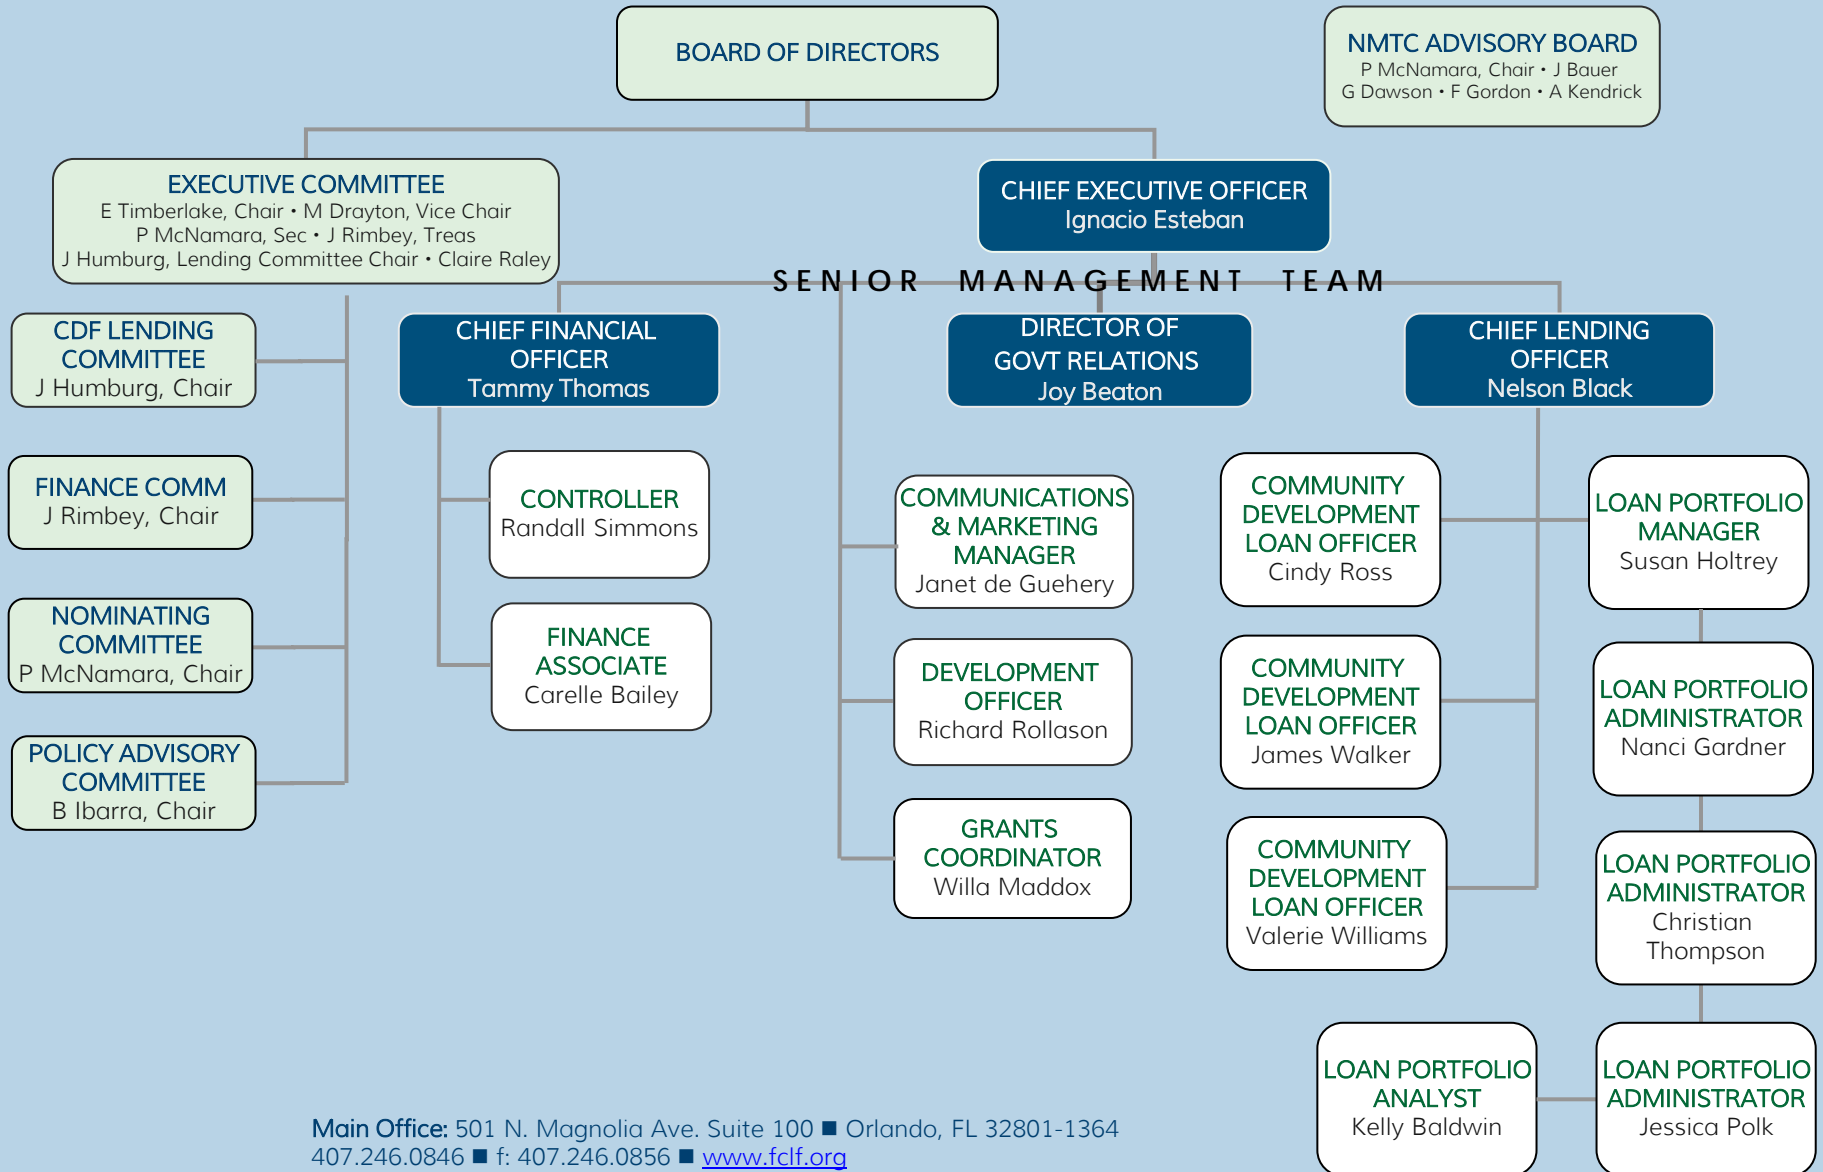 BOARD OF DIRECTORS
NMTC ADVISORY BOARD
P McNamara, Chair • J Bauer
G Dawson • F Gordon • A Kendrick
EXECUTIVE COMMITTEE
E Timberlake, Chair • M Drayton, Vice Chair
P McNamara, Sec • J Rimbey, Treas
J Humburg, Lending Committee Chair • Claire Raley
CHIEF EXECUTIVE OFFICER
Ignacio Esteban
SENIOR MANAGEMENT TEAM
CDF LENDING
COMMITTEE
J Humburg, Chair
CHIEF FINANCIAL
OFFICER
Tammy Thomas
DIRECTOR OF
GOVT RELATIONS
Joy Beaton
CHIEF LENDING
OFFICER
Nelson Black
FINANCE COMM
J Rimbey, Chair
CONTROLLER
Randall Simmons
COMMUNICATIONS
& MARKETING
MANAGER
Janet de Guehery
COMMUNITY
DEVELOPMENT
LOAN OFFICER
Cindy Ross
LOAN PORTFOLIO
MANAGER
Susan Holtrey
NOMINATING
COMMITTEE
P McNamara, Chair
FINANCE
ASSOCIATE
Carelle Bailey
DEVELOPMENT
OFFICER
Richard Rollason
COMMUNITY
DEVELOPMENT
LOAN OFFICER
James Walker
LOAN PORTFOLIO
ADMINISTRATOR
Nanci Gardner
POLICY ADVISORY
COMMITTEE
B Ibarra, Chair
GRANTS
COORDINATOR
Willa Maddox
COMMUNITY
DEVELOPMENT
LOAN OFFICER
Valerie Williams
LOAN PORTFOLIO
ADMINISTRATOR
Christian
Thompson
LOAN PORTFOLIO
ANALYST
Kelly Baldwin
LOAN PORTFOLIO
ADMINISTRATOR
Jessica Polk
Main Office: 501 N. Magnolia Ave. Suite 100 ■ Orlando, FL 32801-1364
407.246.0846 ■ f: 407.246.0856 ■ www.fclf.org